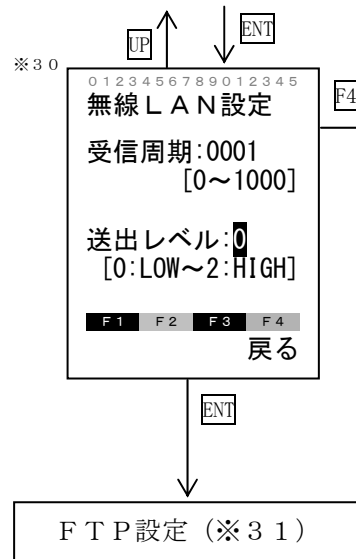 UP
ENT
※３０
０１２３４５６７８９０１２３４５
無線ＬＡＮ設定
F4
受信周期:0001
[0～1000]
送出レベル:0
[0:LOW～2:HIGH]
Ｆ１ Ｆ２ Ｆ３ Ｆ４
戻る
ENT
ＦＴＰ設定（※３１）